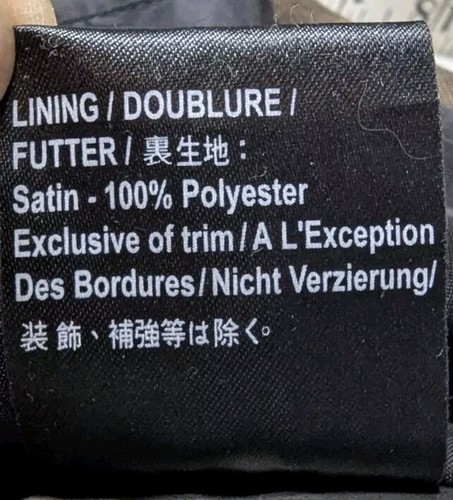 LINING / DOUBLURE /
FUTTER / 裏生地：
Satin - 100% Polyester
Exclusive of trim / A L'Exception
Des Bordures / Nicht Verzierung/
装 飾、補強等は除く。